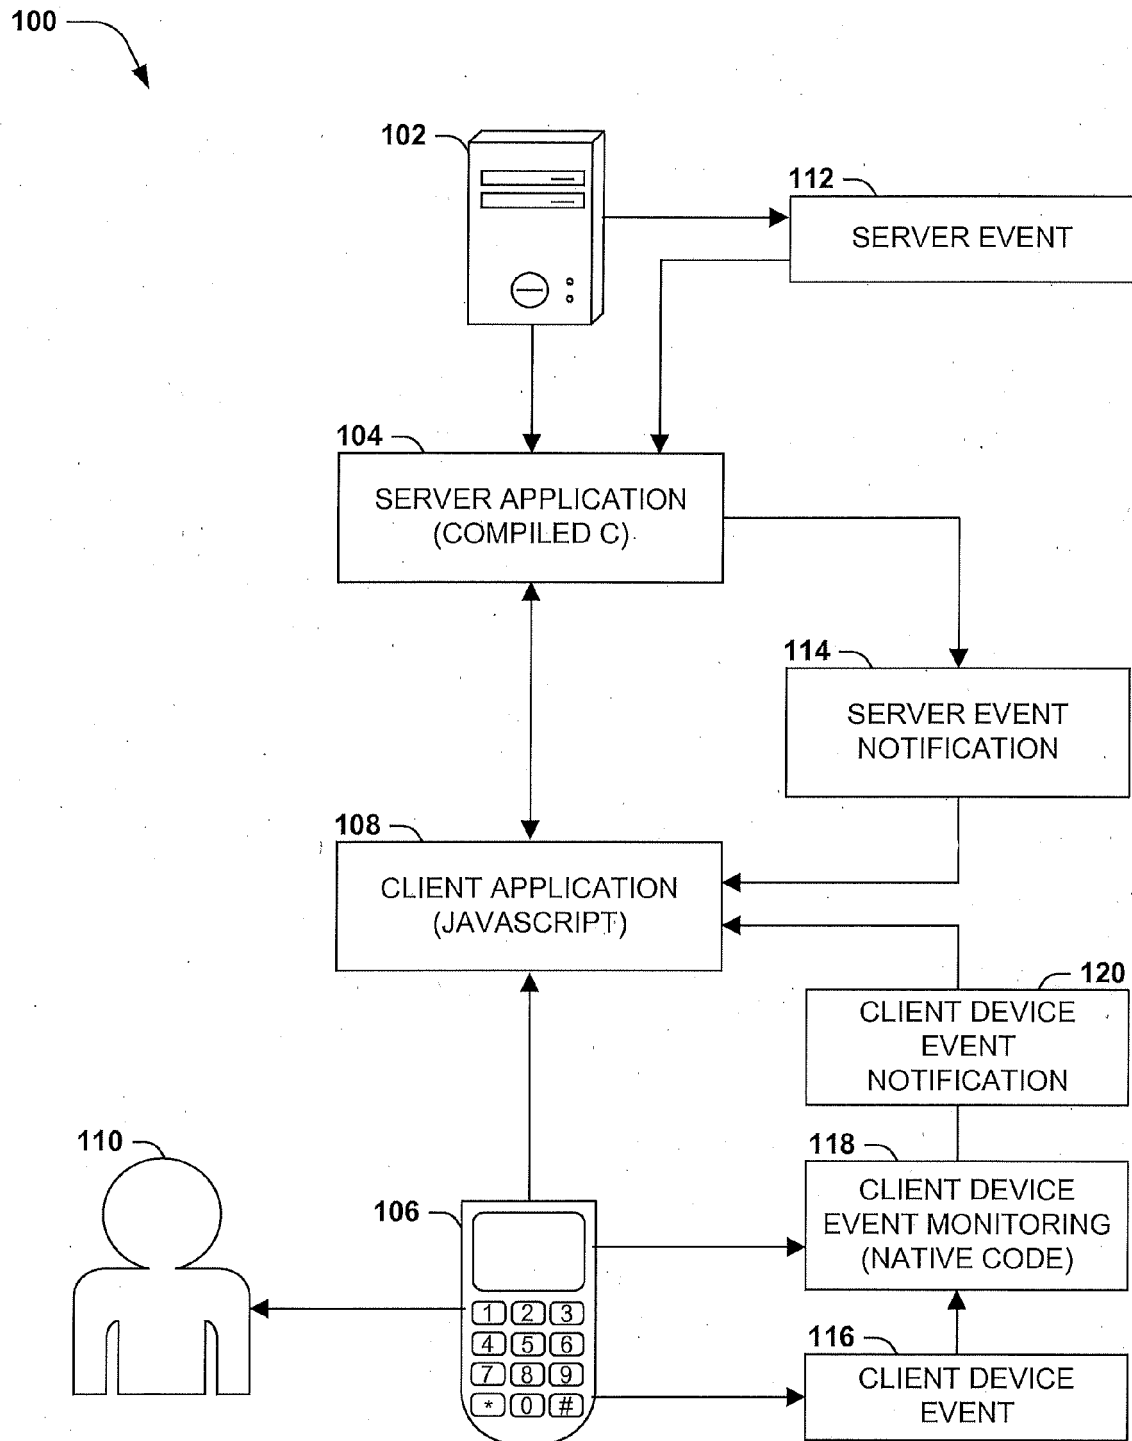 100
102
112
SERVER EVENT
104
SERVER APPLICATION
(COMPILED C)
114
SERVER EVENT
NOTIFICATION
108
CLIENT APPLICATION
(JAVASCRIPT)
120
CLIENT DEVICE
EVENT
NOTIFICATION
110
118
CLIENT DEVICE
EVENT MONITORING
(NATIVE CODE)
106
1 2 3
4 5 6
7 8 9
* 0 #
116
CLIENT DEVICE
EVENT